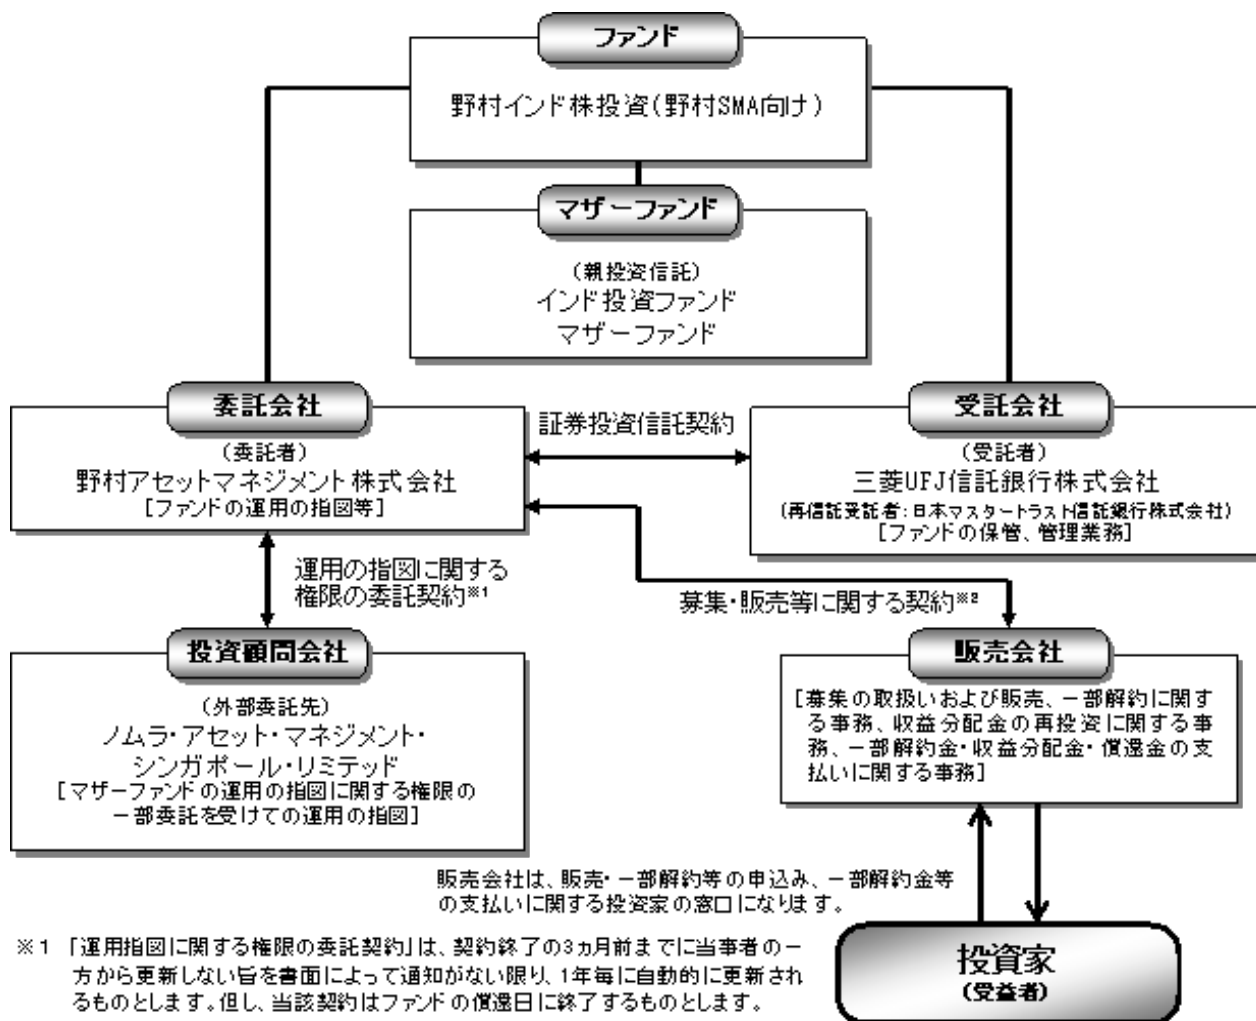 ファンド
野村インド株投資(野村SMA向け)
マザーファンド
(親投資信託)
インド投資ファンド
マザーファンド
委託会社
(委託者)
野村アセットマネジメント株式会社
[ファンドの運用の指図等]
証券投資信託契約
受託会社
(受託者)
三菱UFJ信託銀行株式会社
(再信託受託者:日本マスタートラスト信託銀行株式会社)
[ファンドの保管、管理業務]
運用の指図に関する
権限の委託契約※1
募集・販売等に関する契約※2
投資顧問会社
(外部委託先)
ノムラ・アセット・マネジメント・
シンガポール・リミテッド
[マザーファンドの運用の指図に関する権限の
一部委託を受けての運用の指図]
販売会社
[募集の取扱いおよび販売、一部解約に関す
る事務、収益分配金の再投資に関する事
務、一部解約金・収益分配金・償還金の支
払いに関する事務]
販売会社は、販売・一部解約等の申込み、一部解約金等
の支払いに関する投資家の窓口になります。
投資家
(受益者)
※1 「運用指図に関する権限の委託契約」は、契約終了の3ヵ月前までに当事者の一
方から更新しない旨を書面によって通知がない限り、1年毎に自動的に更新され
るものとします。但し、当該契約はファンドの償還日に終了するものとします。